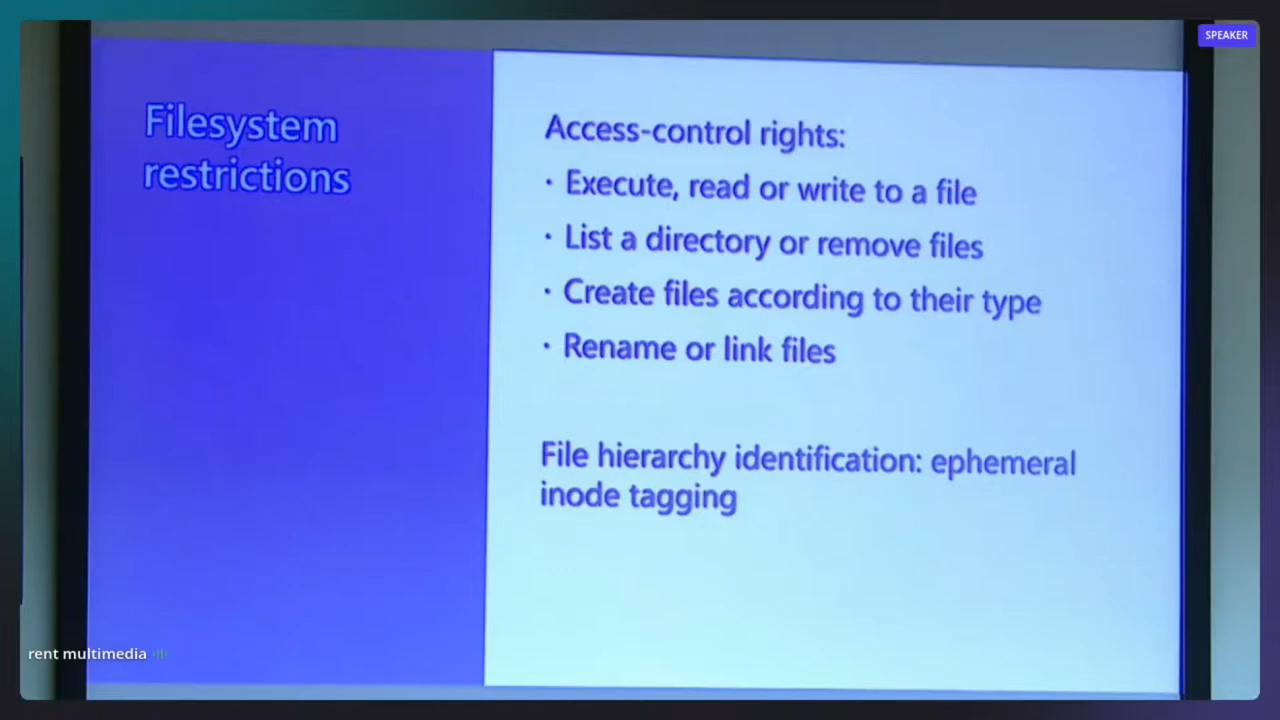 SPEAKER
Filesystem
restrictions
Access-control rights:
· Execute, read or write to a file
· List a directory or remove files
· Create files according to their type
· Rename or link files
File hierarchy identification: ephemeral
inode tagging
rent multimedia